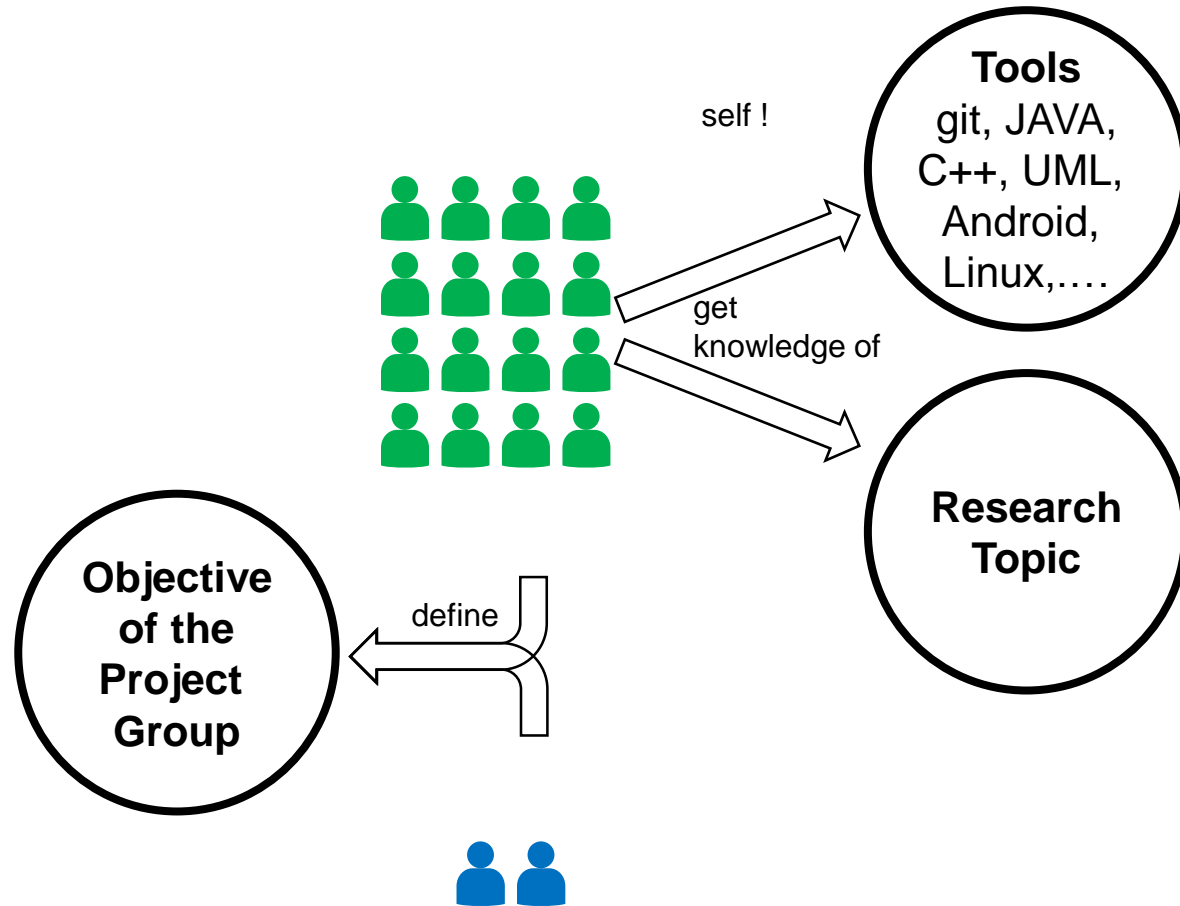 Tools
git, JAVA,
C++, UML,
Android,
Linux,….
self !
get
knowledge of
Research
Topic
Objective
of the
Project
Group
define